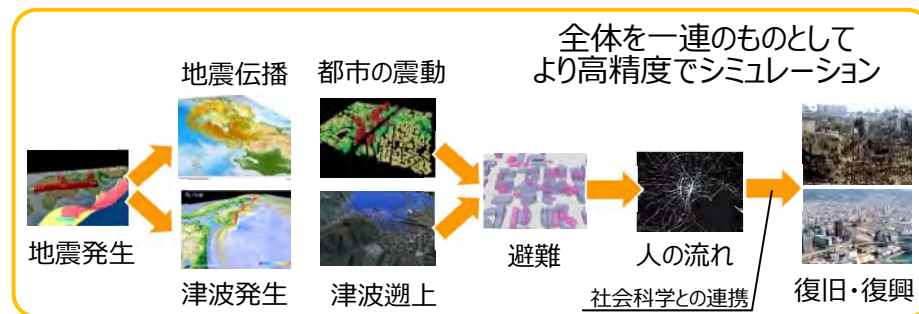 全体を一連のものとして
より高精度でシミュレーション
地震伝播
都市の震動
地震発生
津波発生
津波遡上
避難
人の流れ
社会科学との連携
復旧・復興